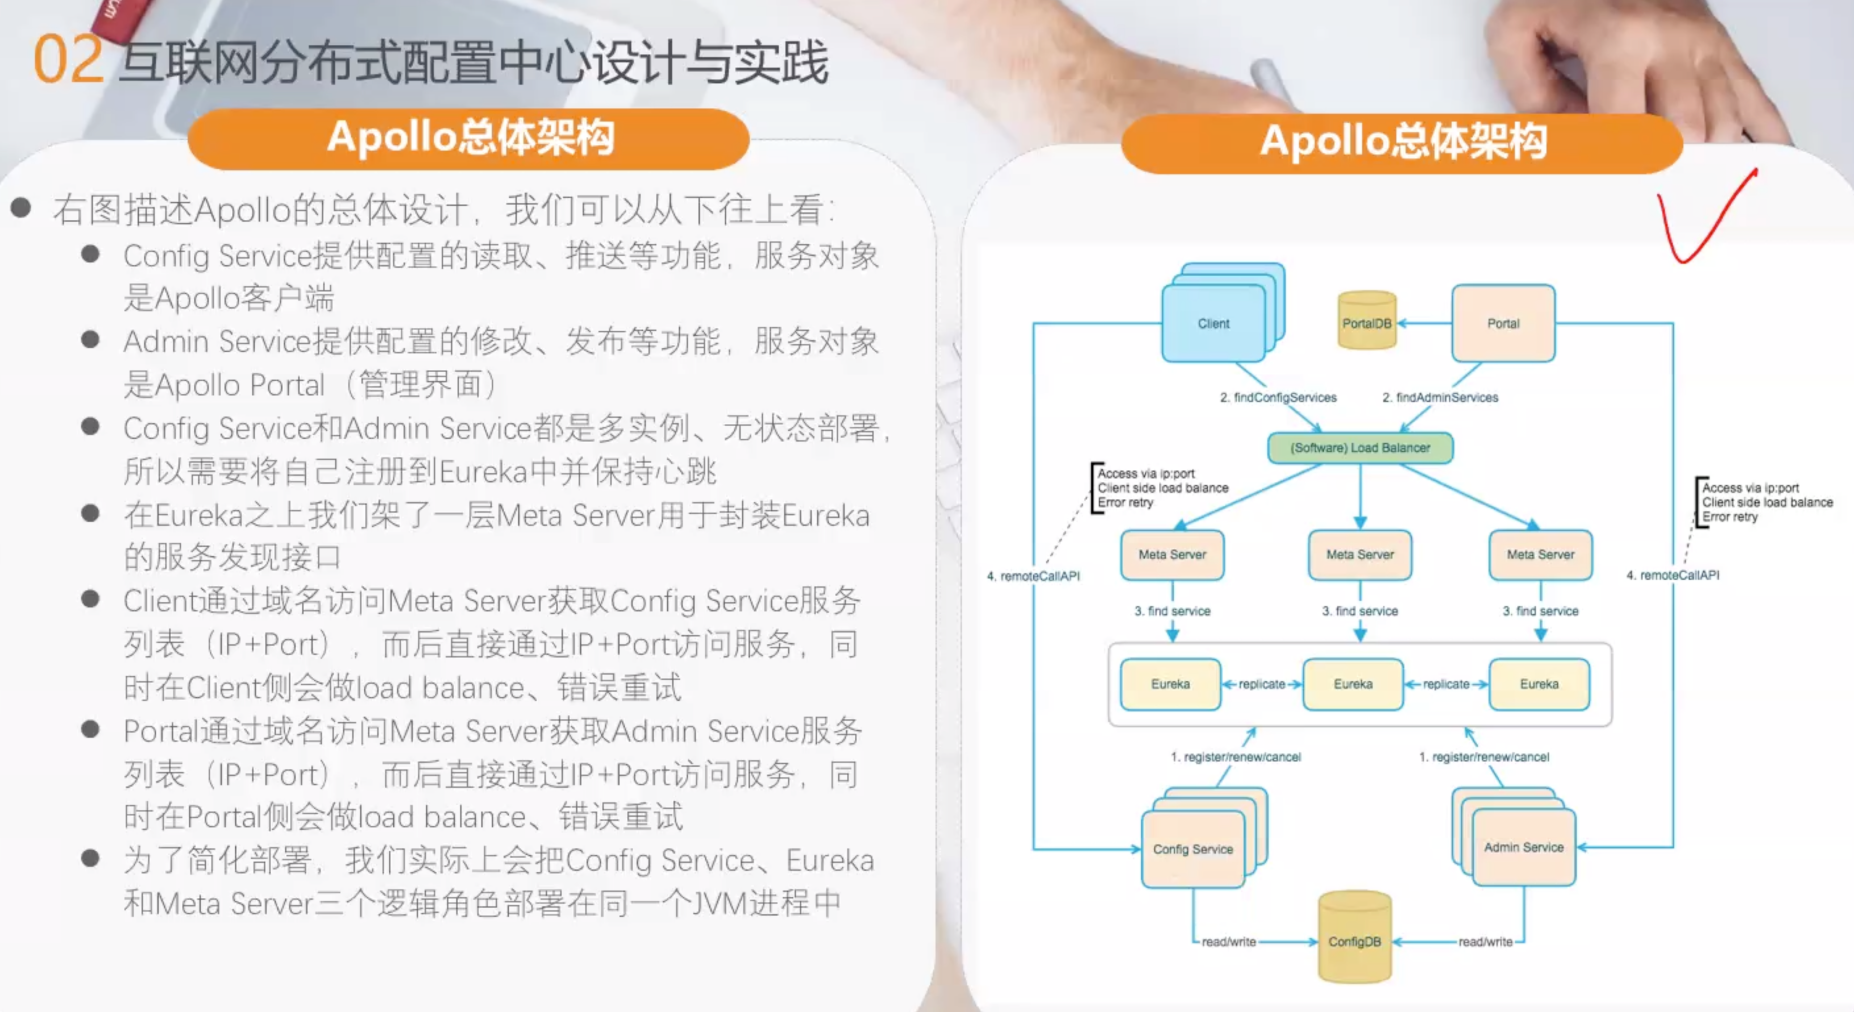 02 互联网分布式配置中心设计与实践
Apollo总体架构
右图描述Apollo的总体设计，我们可以从下往上看：
Config Service提供配置的读取、推送等功能，服务对象
是Apollo客户端
Admin Service提供配置的修改、发布等功能，服务对象
是Apollo Portal（管理界面）
Config Service和Admin Service都是多实例、无状态部署，
所以需要将自己注册到Eureka中并保持心跳
在Eureka之上我们架了一层Meta Server用于封装Eureka
的服务发现接口
Client通过域名访问Meta Server获取Config Service服务
列表（IP+Port），而后直接通过IP+Port访问服务，同
时在Client侧会做load balance、错误重试
Portal通过域名访问Meta Server获取Admin Service服务
列表（IP+Port），而后直接通过IP+Port访问服务，同
时在Portal侧会做load balance、错误重试
为了简化部署，我们实际上会把Config Service、Eureka
和Meta Server三个逻辑角色部署在同一个JVM进程中
Apollo总体架构
Client
PortalDB
Portal
2. findConfigServices
2. findAdminServices
(Software) Load Balancer
Access via ip:port
Client side load balance
Error retry
Access via ip:port
Client side load balance
Error retry
Meta Server
Meta Server
Meta Server
4. remoteCallAPI
4. remoteCallAPI
3. find service
3. find service
3. find service
Eureka
replicate
Eureka
replicate
Eureka
1. register/renew/cancel
1. register/renew/cancel
Config Service
Admin Service
read/write
ConfigDB
read/write